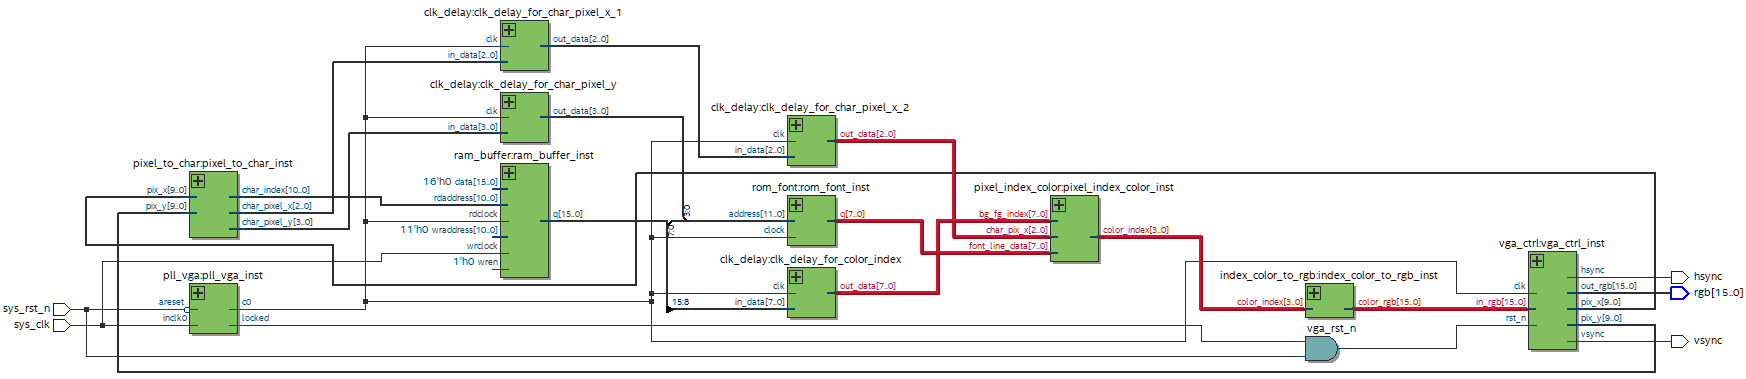 clk_delay:clk_delay_for_char_pixel_x_1
clk
out_data[2..0]
in_data[2..0]
clk_delay:clk_delay_for_char_pixel_y
clk
out_data[3..0]
in_data[3..0]
clk_delay:clk_delay_for_char_pixel_x_2
clk
out_data[2..0]
in_data[2..0]
ram_buffer:ram_buffer_inst
16'h0 data[15..0]
rdaddress[10..0]
rdclock
q[15..0]
11'h0 wraddress[10..0]
wrclock
1'h0 wren
pixel_to_char:pixel_to_char_inst
pix_x[9..0]
char_index[10..0]
pix_y[9..0]
char_pixel_x[2..0]
char_pixel_y[3..0]
3:0
7:0
15:8
rom_font:rom_font_inst
address[11..0]
q[7..0]
clock
pixel_index_color:pixel_index_color_inst
bg_fg_index[7..0]
char_pix_x[2..0]
color_index[3..0]
font_line_data[7..0]
clk_delay:clk_delay_for_color_index
clk
out_data[7..0]
in_data[7..0]
pll_vga:pll_vga_inst
areset
c0
inclk0
locked
sys_rst_n
sys_clk
index_color_to_rgb:index_color_to_rgb_inst
color_index[3..0]
color_rgb[15..0]
vga_rst_n
vga_ctrl:vga_ctrl_inst
hsync
clk
out_rgb[15..0]
in_rgb[15..0]
pix_x[9..0]
rst_n
pix_y[9..0]
vsync
hsync
rgb[15..0]
vsync